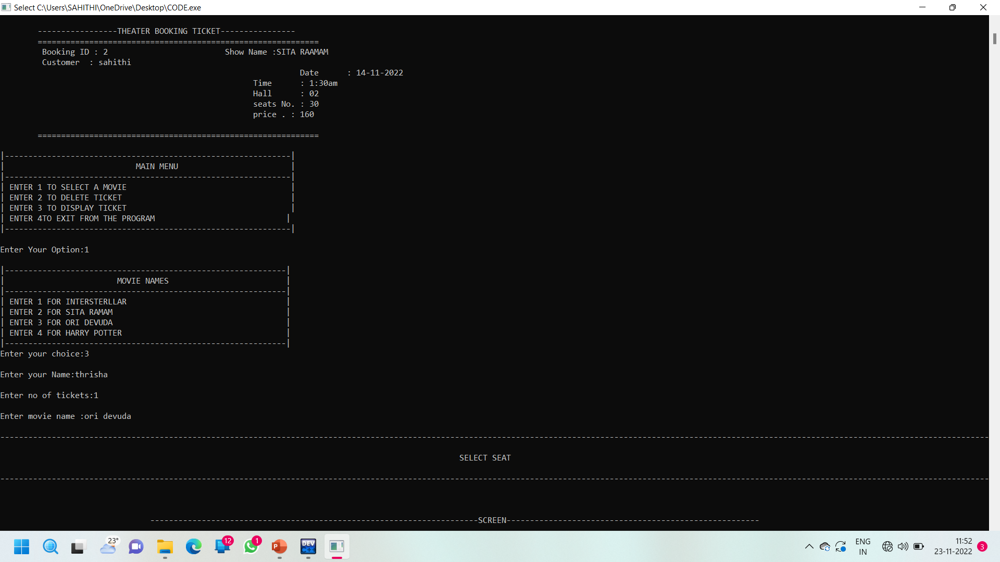 Select C:\Users\SAHITHI\OneDrive\Desktop\CODE.exe
-----------------THEATER BOOKING TICKET----------------
============================================================
Booking ID : 2 Show Name :SITA RAAMAM
Customer : sahithi
Date : 14-11-2022
Time : 1:30am
Hall : 02
seats No. : 30
price . : 160
============================================================
|-------------------------------------------------------------|
| MAIN MENU |
|-------------------------------------------------------------|
| ENTER 1 TO SELECT A MOVIE |
| ENTER 2 TO DELETE TICKET |
| ENTER 3 TO DISPLAY TICKET |
| ENTER 4TO EXIT FROM THE PROGRAM |
|-------------------------------------------------------------|
Enter Your Option:1
|------------------------------------------------------------|
| MOVIE NAMES |
|------------------------------------------------------------|
| ENTER 1 FOR INTERSTERLLAR |
| ENTER 2 FOR SITA RAMAM |
| ENTER 3 FOR ORI DEVUDA |
| ENTER 4 FOR HARRY POTTER |
|------------------------------------------------------------|
Enter your choice:3
Enter your Name:thrisha
Enter no of tickets:1
Enter movie name :ori devuda
SELECT SEAT
----------------------------------------------------------------------SCREEN------------------------------------------------------
23°
12
1
P
DEV C++
ENG
IN
11:52
23-11-2022
3